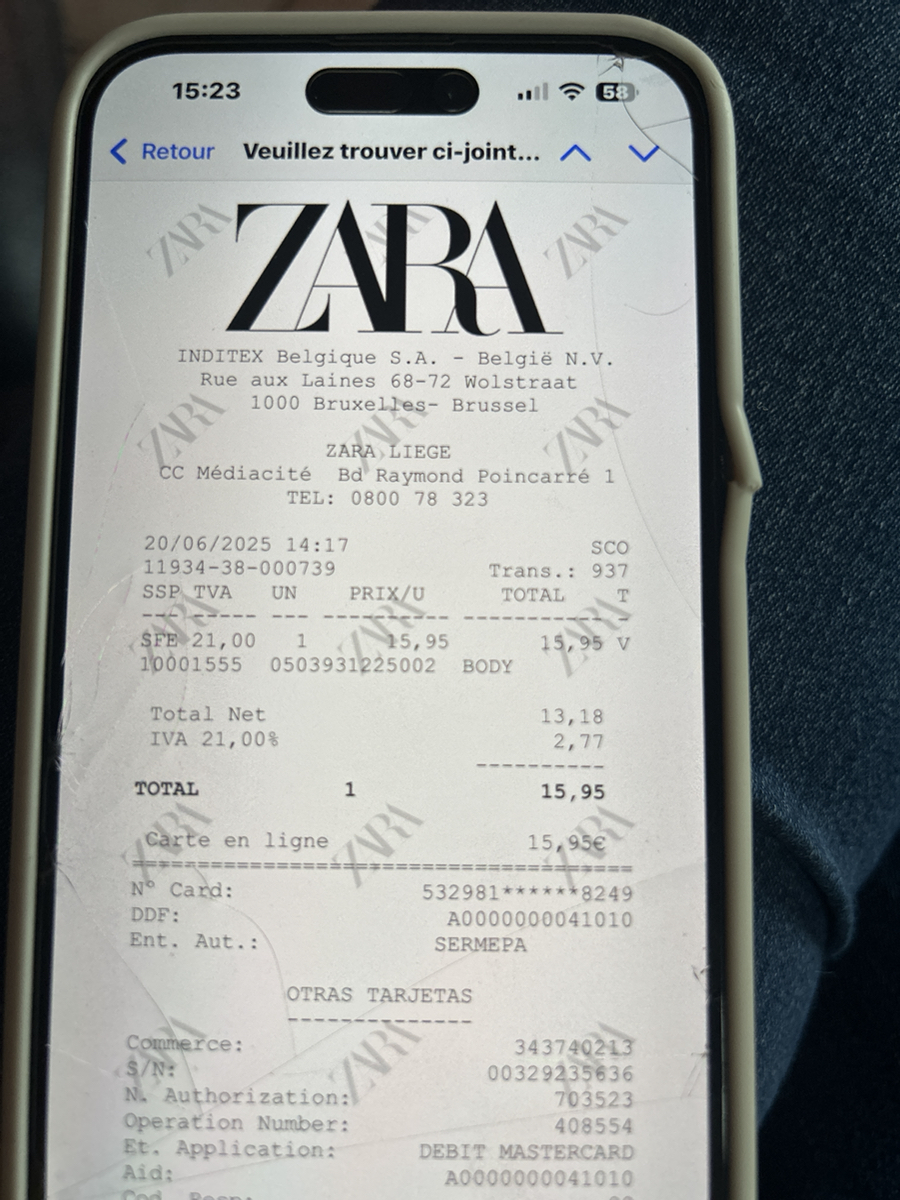 15:23 58
Retour Veuillez trouver ci-joint...
ZARA
INDITEX Belgique S.A. - België N.V.
Rue aux Laines 68-72 Wolstraat
1000 Bruxelles- Brussel
ZARA LIEGE
CC Médiacité Bd Raymond Poincarré 1
TEL: 0800 78 323
20/06/2025 14:17 SCO
11934-38-000739 Trans.: 937
SSP TVA UN PRIX/U TOTAL T
SFE 21,00 1 15,95 15,95 V
10001555 0503931225002 BODY
Total Net 13,18
IVA 21,00% 2,77
TOTAL 1 15,95
Carte en ligne 15,95€
N° Card: 532981******8249
DDF: A0000000041010
Ent. Aut.: SERMEPA
OTRAS TARJETAS
Commerce: 343740213
S/N: 00329235636
N. Authorization: 703523
Operation Number: 408554
Et. Application: DEBIT MASTERCARD
Aid: A0000000041010